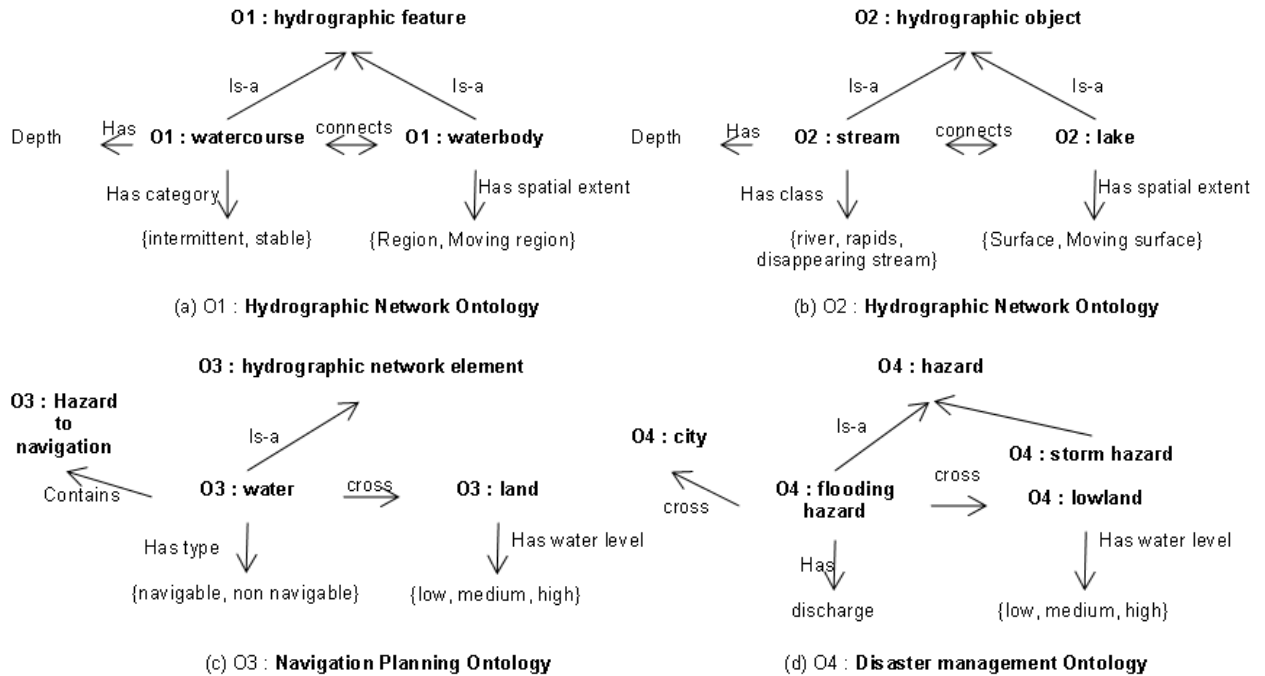 O1 : hydrographic feature
Is-a
Is-a
Depth
Has
O1 : watercourse
connects
O1 : waterbody
Has category
Has spatial extent
{intermittent, stable}
{Region, Moving region}
(a) O1 : Hydrographic Network Ontology
O2 : hydrographic object
Is-a
Is-a
Depth
Has
O2 : stream
connects
O2 : lake
Has class
Has spatial extent
{river, rapids,
disappearing stream}
{Surface, Moving surface}
(b) O2 : Hydrographic Network Ontology
O3 : hydrographic network element
O3 : Hazard
to
navigation
Is-a
Contains
O3 : water
cross
O3 : land
Has type
Has water level
{navigable, non navigable}
{low, medium, high}
(c) O3 : Navigation Planning Ontology
O4 : hazard
Is-a
O4 : city
O4 : storm hazard
cross
O4 : flooding
hazard
cross
O4 : lowland
Has
Has water level
discharge
{low, medium, high}
(d) O4 : Disaster management Ontology